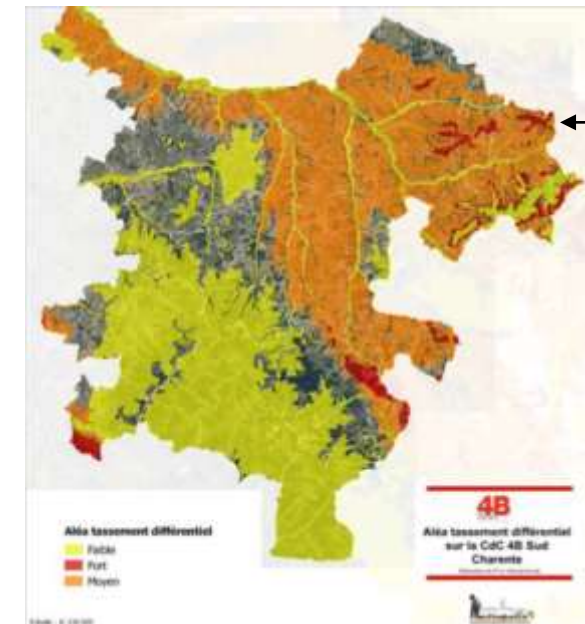 Aléa tassement différentiel
Faible
Fort
Moyen
4B
Aléa tassement différentiel
sur la CdC 4B Sud
Charente